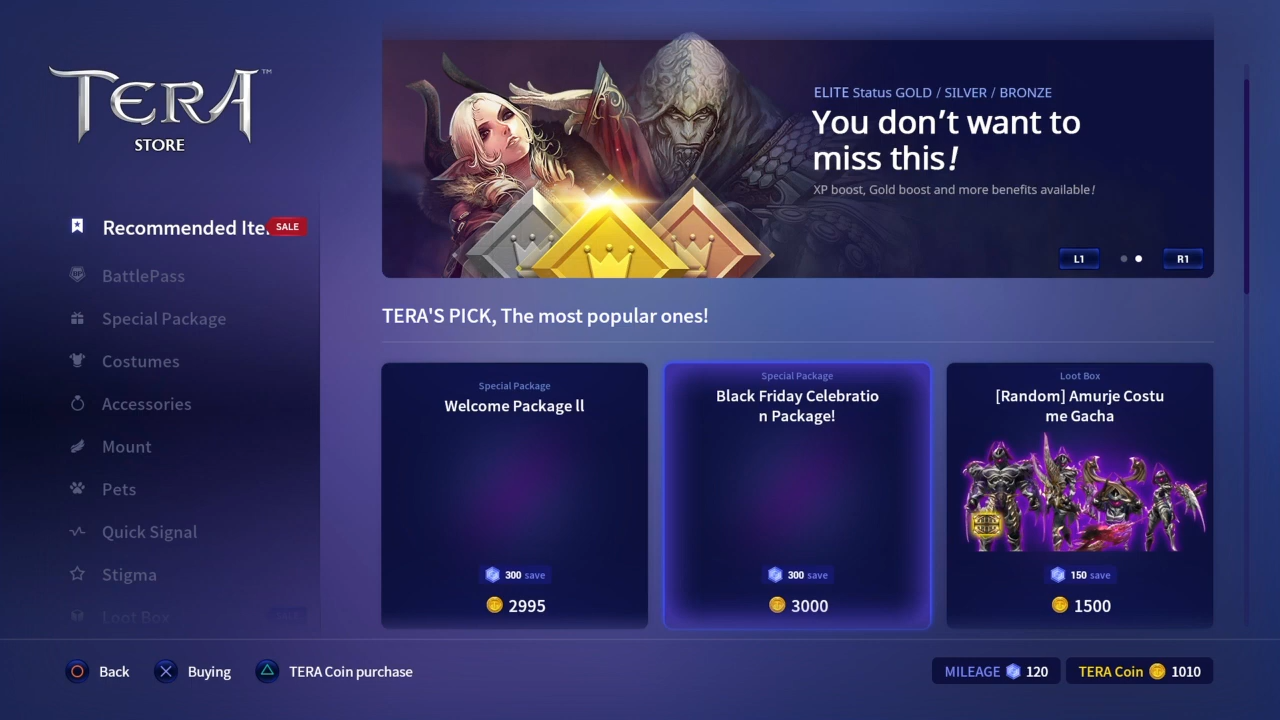 TERA™
STORE
Recommended Ite. SALE
BattlePass
Special Package
Costumes
Accessories
Mount
Pets
Quick Signal
Stigma
Loot Box SALE
ELITE Status GOLD / SILVER / BRONZE
You don't want to
miss this!
XP boost, Gold boost and more benefits available!
L1 R1
TERA'S PICK, The most popular ones!
Special Package
Welcome Package ll
300 save
2995
Special Package
Black Friday Celebratio
n Package!
300 save
3000
Loot Box
[Random] Amurje Costu
me Gacha
150 save
1500
Back Buying TERA Coin purchase
MILEAGE 120 TERA Coin 1010